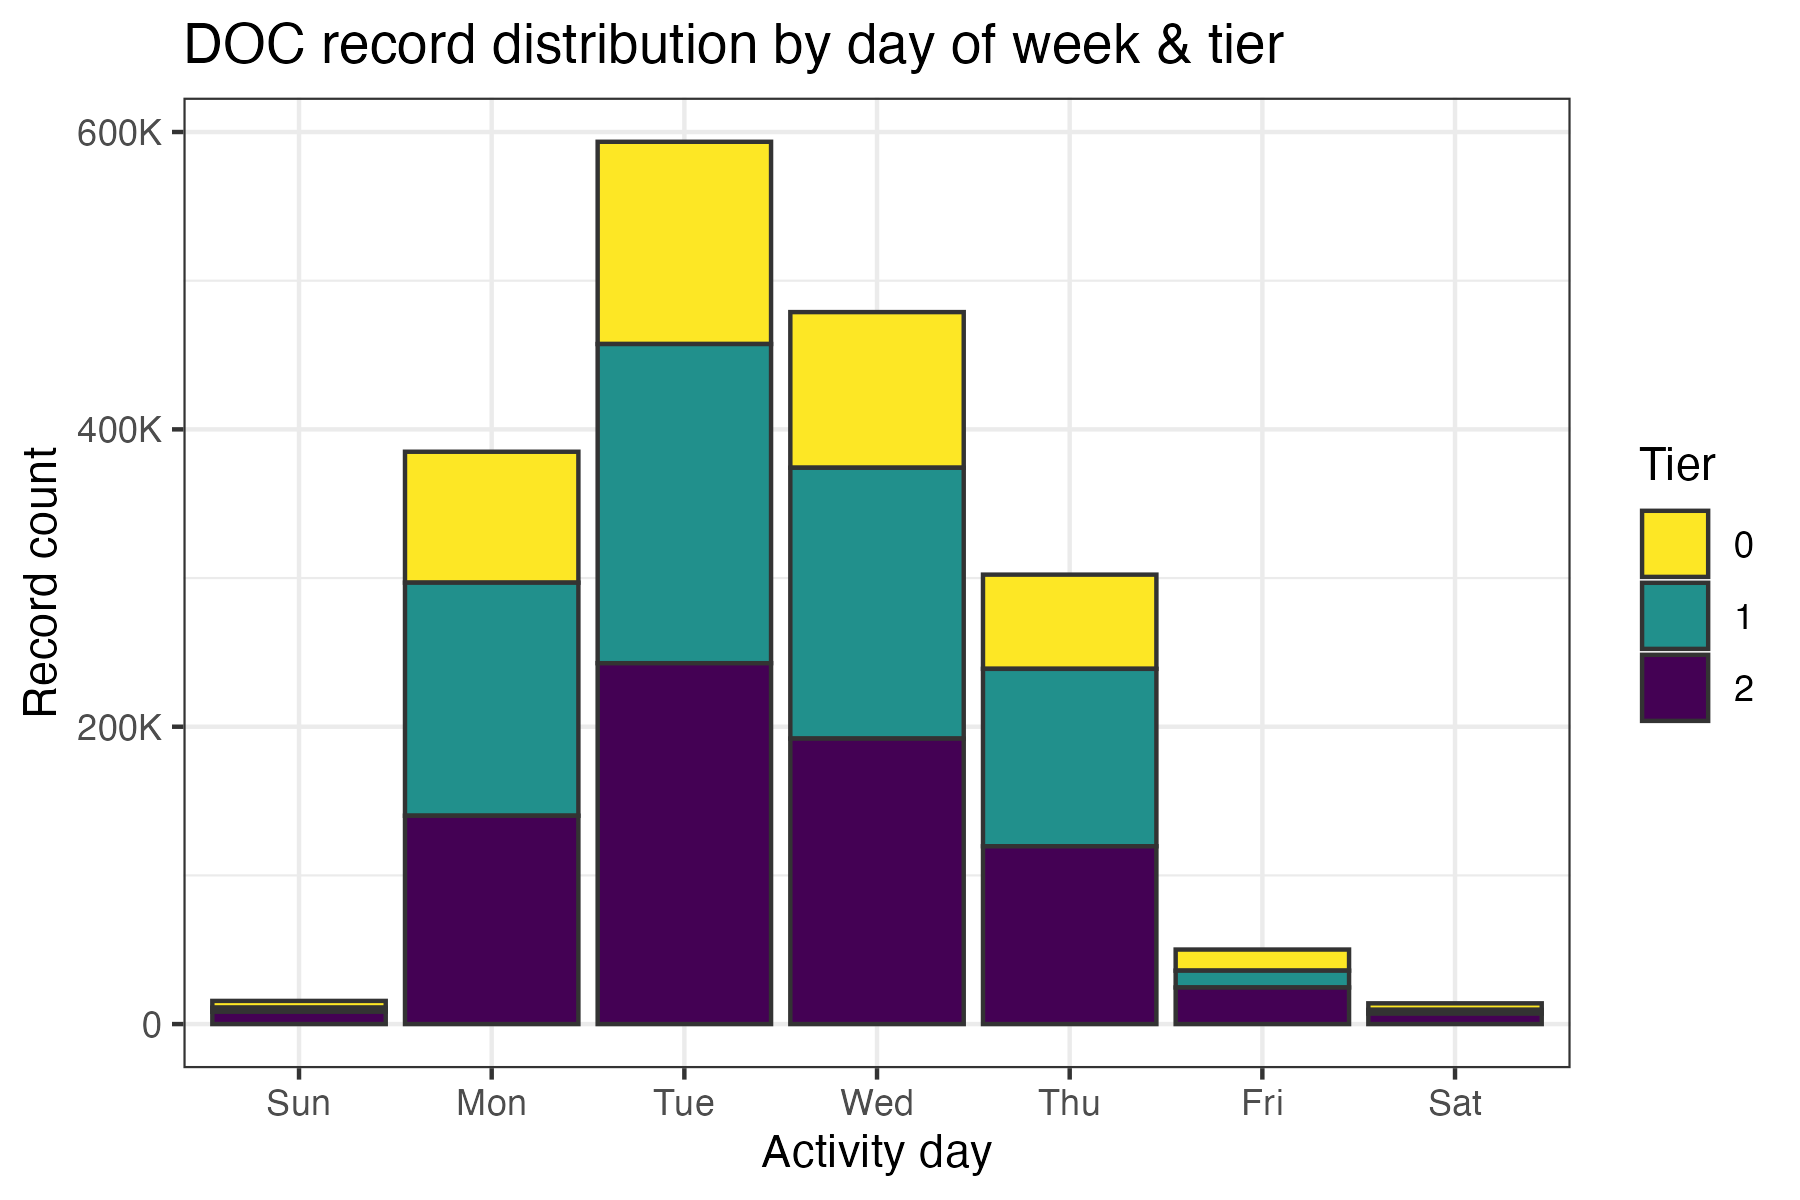 DOC record distribution by day of week & tier
Record count
600K
400K
200K
0
Sun Mon Tue Wed Thu Fri Sat
Activity day
Tier
0
1
2